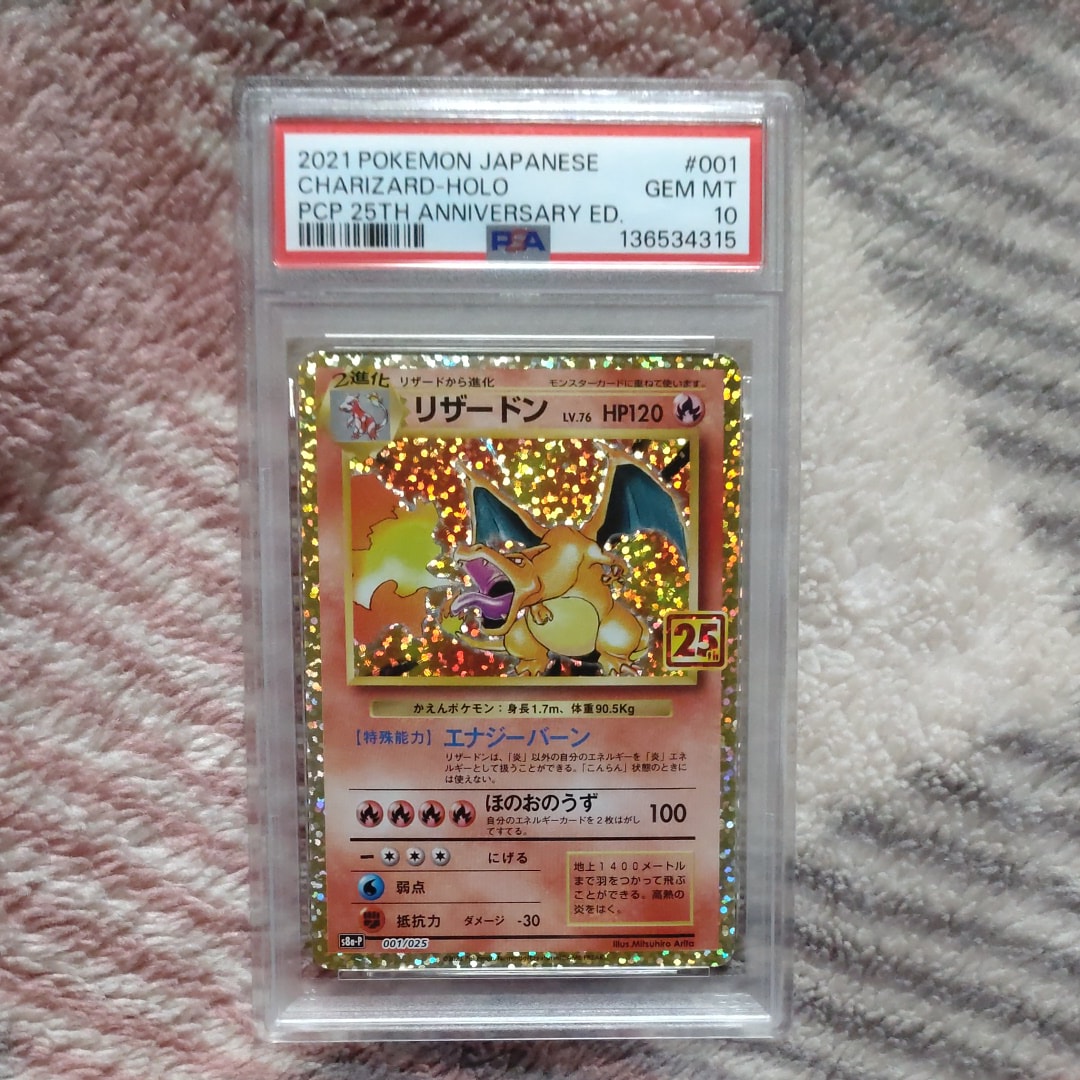 2021 POKEMON JAPANESE #001
CHARIZARD-HOLO GEM MT
PCP 25TH ANNIVERSARY ED. 10
PSA 136534315
2進化 リザードから進化 モンスターカードに重ねて使います。
リザードン LV.76 HP120
25TH
かえんポケモン：身長1.7m、体重90.5Kg
【特殊能力】エナジーバーン
リザードンは、「炎」以外の自分のエネルギーを「炎」エネ
ルギーとして扱うことができる。「こんらん」状態のときに
は使えない。
ほのおのうず 100
自分のエネルギーカードを2枚はがし
てすてる。
ー にげる
弱点
抵抗力 ダメージ -30
地上1400メートル
まで羽をつかって飛ぶ
ことができる。高熱の
炎をはく。
s8a-P 001/025 Illus.Mitsuhiro Arita